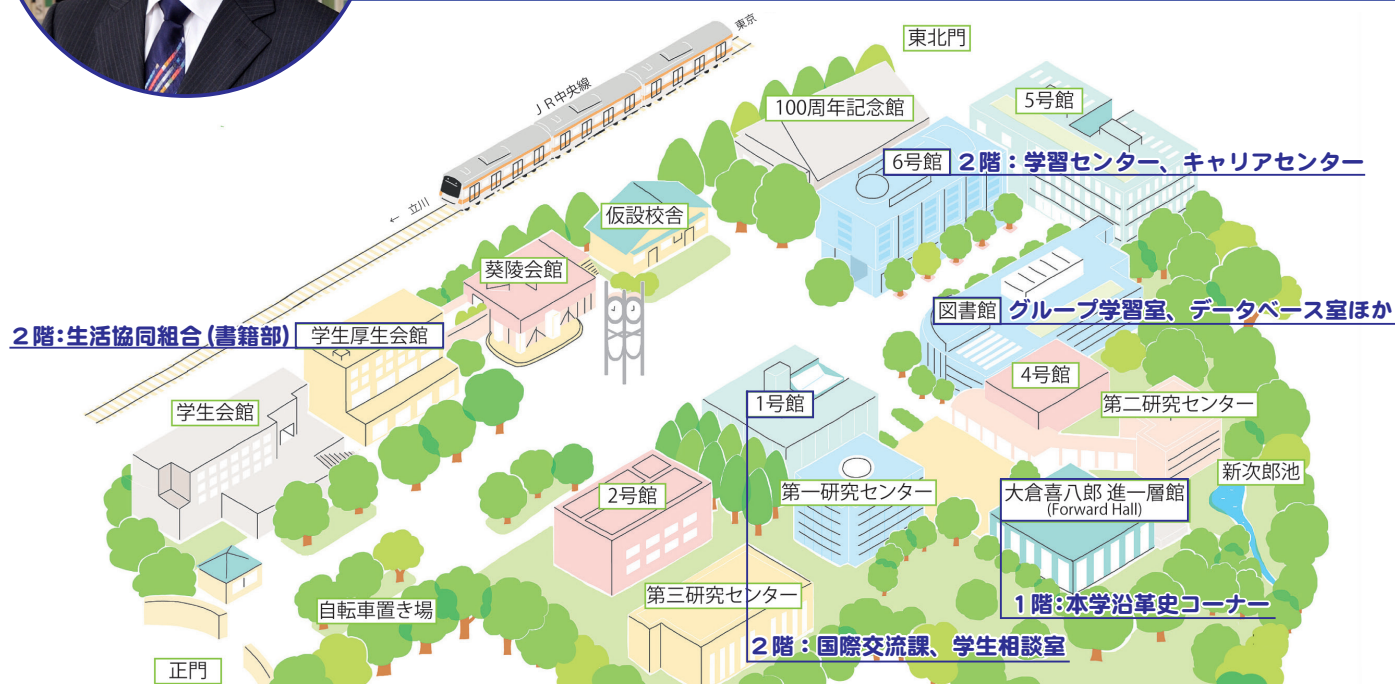 東京
東北門
JR中央線
100周年記念館
5号館
6号館 2階：学習センター、キャリアセンター
← 立川
仮設校舎
葵陵会館
図書館 グループ学習室、データベース室ほか
2階：生活協同組合(書籍部) 学生厚生会館
4号館
1号館
第二研究センター
学生会館
新次郎池
2号館
第一研究センター
大倉喜八郎 進一層館
(Forward Hall)
第三研究センター
1階：本学沿革史コーナー
自転車置き場
2階：国際交流課、学生相談室
正門